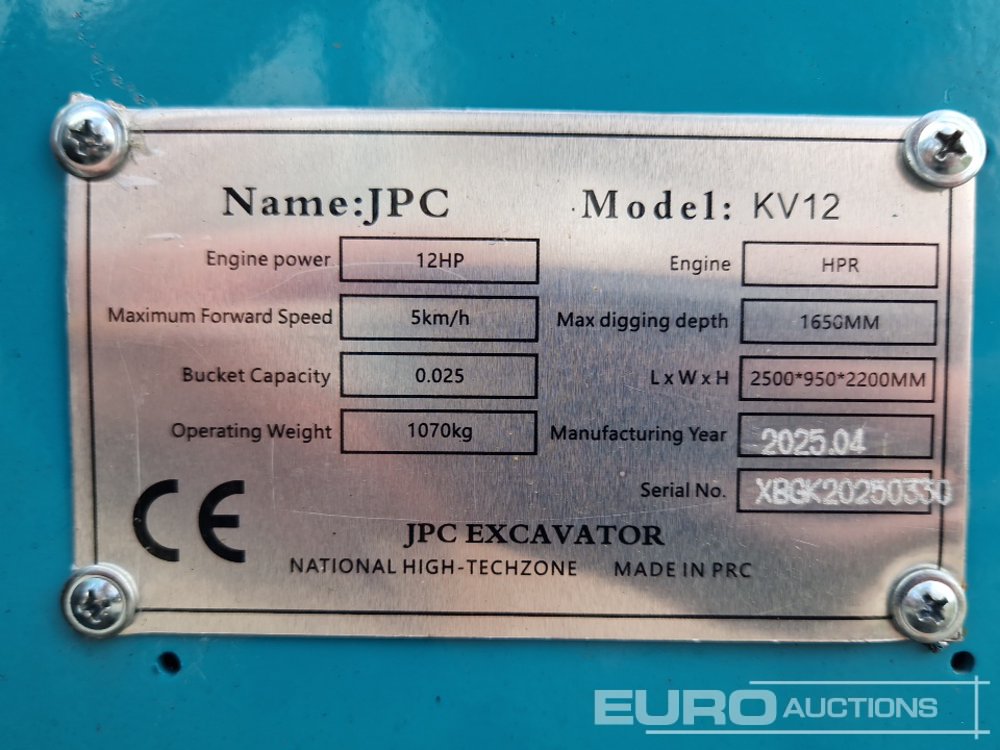 Name:JPC Model: KV12
Engine power 12HP Engine HPR
Maximum Forward Speed 5km/h Max digging depth 1650MM
Bucket Capacity 0.025 L x W x H 2500*950*2200MM
Operating Weight 1070kg Manufacturing Year 2025.04
Serial No. XBGK20250330
CE
JPC EXCAVATOR
NATIONAL HIGH-TECHZONE MADE IN PRC
EURO AUCTIONS